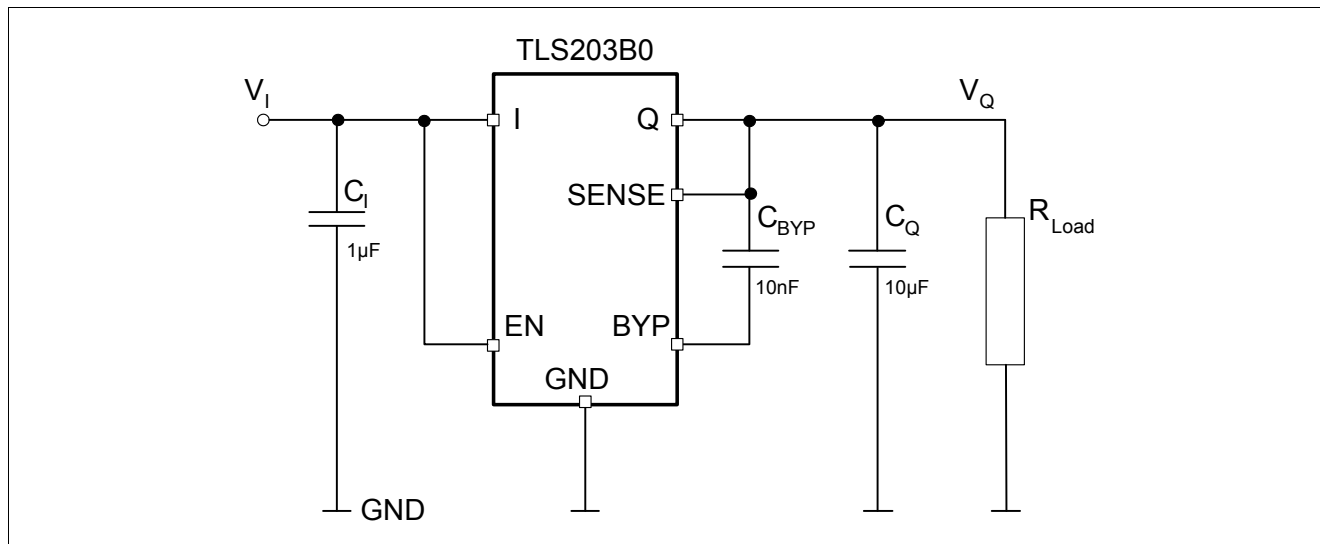 TLS203B0
V_I
I
Q
V_Q
SENSE
C_I
1µF
C_BYP
10nF
C_Q
10µF
R_Load
EN
BYP
GND
GND